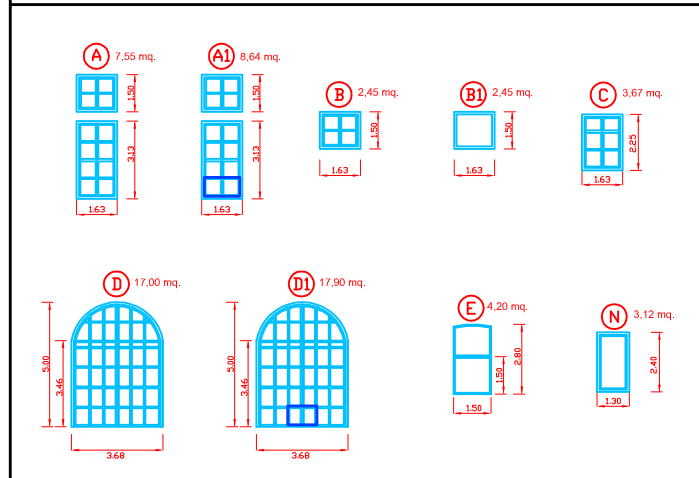 A 7,55 mq.
1.50
3.13
1.63
A1 8,64 mq.
1.50
3.13
1.63
B 2,45 mq.
1.50
1.63
B1 2,45 mq.
1.50
1.63
C 3,67 mq.
2.25
1.63
D 17,00 mq.
5.00
3.46
3.68
D1 17,90 mq.
5.00
3.46
3.68
E 4,20 mq.
1.50
2.80
1.50
N 3,12 mq.
2.40
1.30